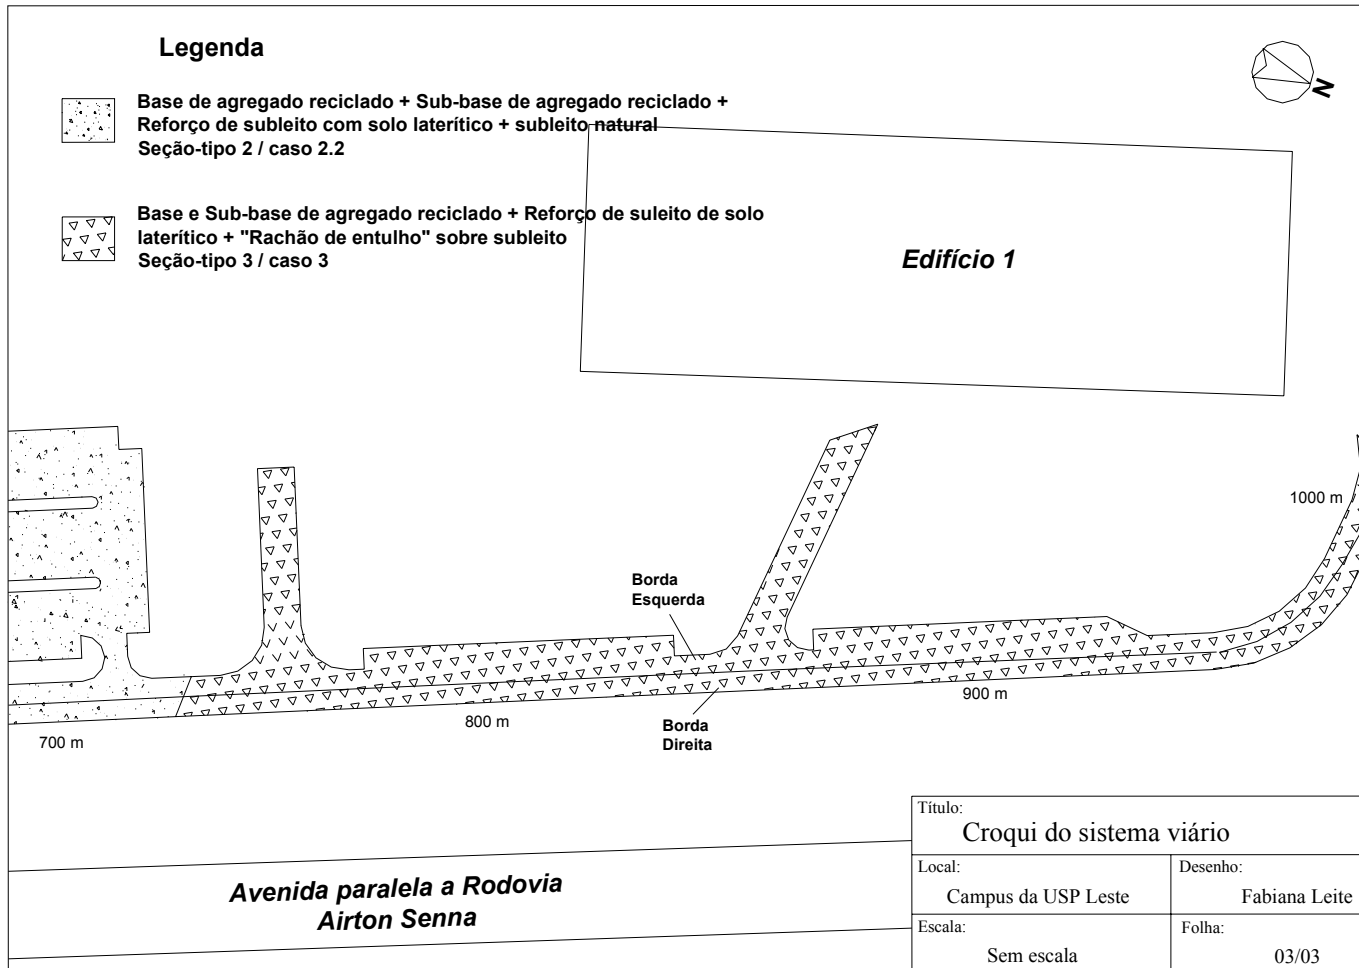 Legenda
Base de agregado reciclado + Sub-base de agregado reciclado +
Reforço de subleito com solo laterítico + subleito natural
Seção-tipo 2 / caso 2.2
Base e Sub-base de agregado reciclado + Reforço de suleito de solo
laterítico + "Rachão de entulho" sobre subleito
Seção-tipo 3 / caso 3
N
Edifício 1
1000 m
Borda
Esquerda
900 m
800 m
Borda
Direita
700 m
Avenida paralela a Rodovia
Airton Senna
Título:
Croqui do sistema viário
Local:
Campus da USP Leste
Desenho:
Fabiana Leite
Escala:
Sem escala
Folha:
03/03